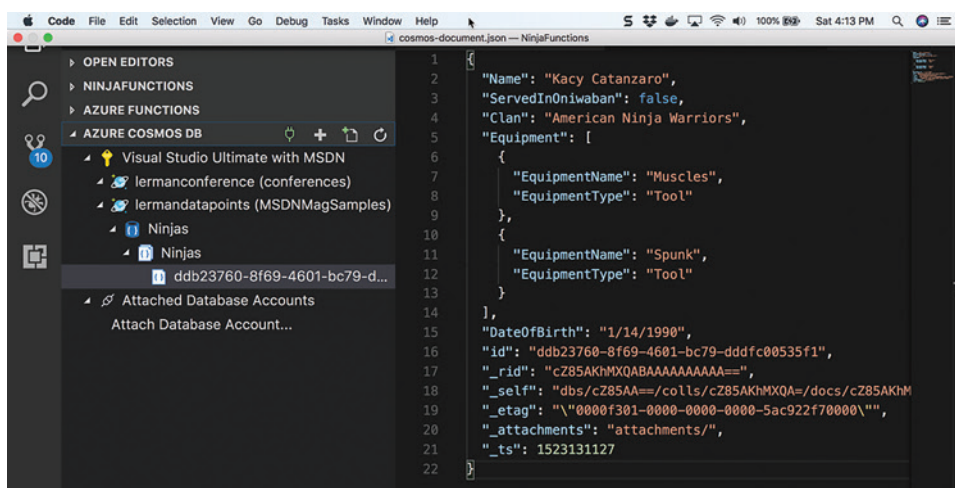 Code File Edit Selection View Go Debug Tasks Window Help 100% Sat 4:13 PM
cosmos-document.json — NinjaFunctions
OPEN EDITORS
NINJAFUNCTIONS
AZURE FUNCTIONS
AZURE COSMOS DB
10
Visual Studio Ultimate with MSDN
lermanconference (conferences)
lermandatapoints (MSDNMagSamples)
Ninjas
Ninjas
ddb23760-8f69-4601-bc79-d...
Attached Database Accounts
Attach Database Account...
1 {
2 "Name": "Kacy Catanzaro",
3 "ServedInOniwaban": false,
4 "Clan": "American Ninja Warriors",
5 "Equipment": [
6 {
7 "EquipmentName": "Muscles",
8 "EquipmentType": "Tool"
9 },
10 {
11 "EquipmentName": "Spunk",
12 "EquipmentType": "Tool"
13 }
14 ],
15 "DateOfBirth": "1/14/1990",
16 "id": "ddb23760-8f69-4601-bc79-dddfc00535f1",
17 "_rid": "cZ85AKhMXQABAAAAAAAAAA==",
18 "_self": "dbs/cZ85AA==/colls/cZ85AKhMXQA=/docs/cZ85AKhM
19 "_etag": "\"0000f301-0000-0000-0000-5ac922f70000\"",
20 "_attachments": "attachments/",
21 "_ts": 1523131127
22 }